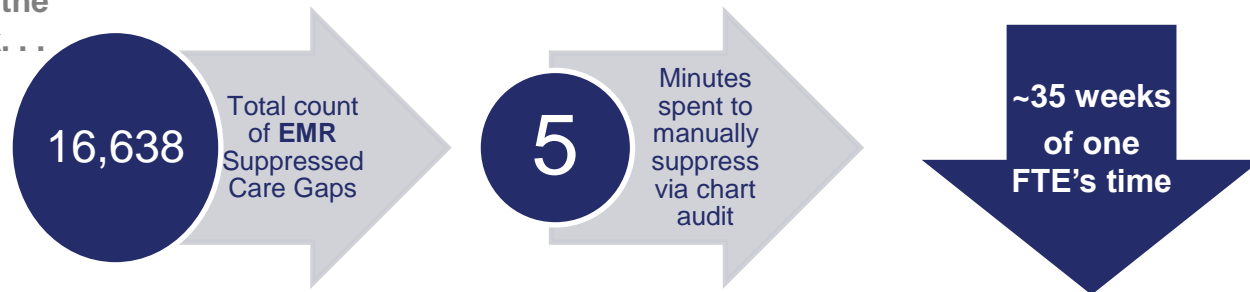 the
. . .
16,638
Total count
of EMR
Suppressed
Care Gaps
5
Minutes
spent to
manually
suppress
via chart
audit
~35 weeks
of one
FTE's time